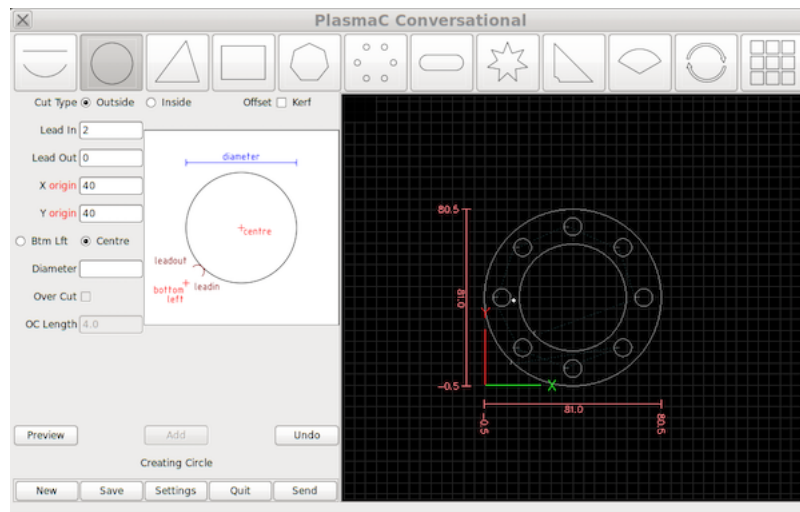 PlasmaC Conversational
Cut Type Outside Inside Offset Kerf
Lead In 2
Lead Out 0
X origin 40
Y origin 40
Btm Lft Centre
Diameter
Over Cut
OC Length 4.0
diameter
centre
leadout
leadin
bottom
left
Preview Add Undo
Creating Circle
New Save Settings Quit Send
80.5
81.0
Y
-0.5
X
81.0
-0.5
80.5